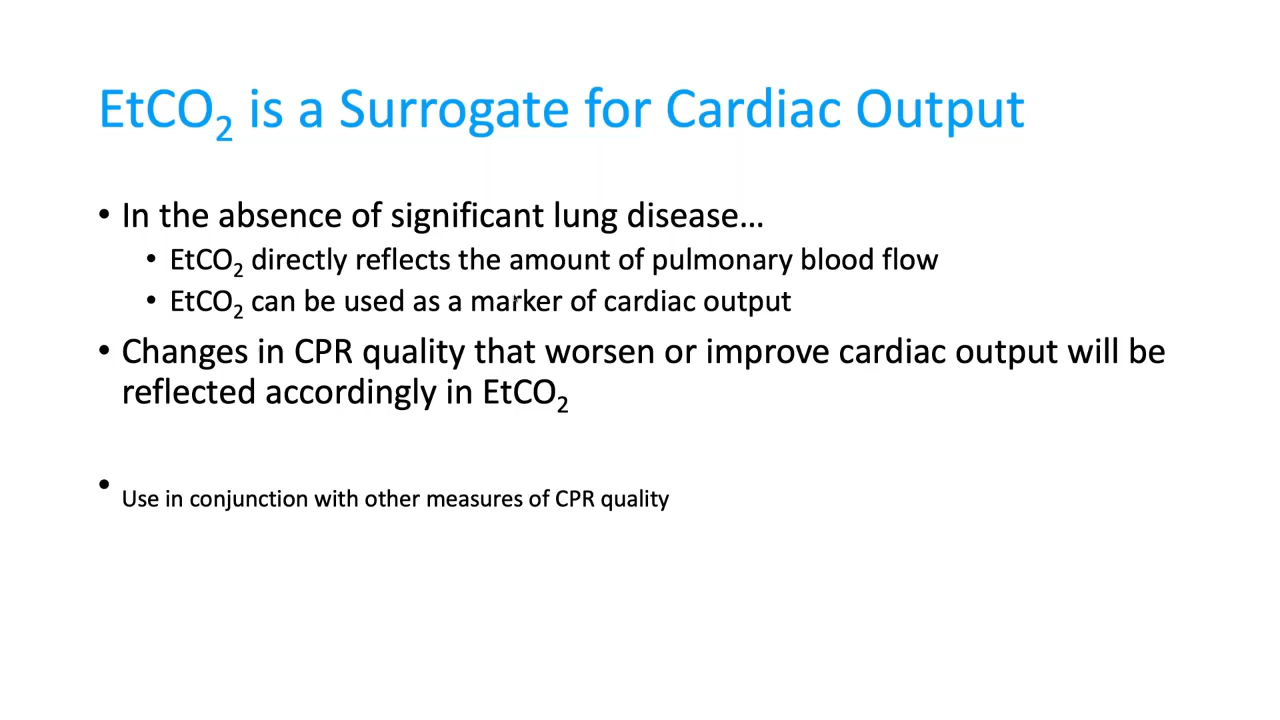 EtCO₂ is a Surrogate for Cardiac Output
• In the absence of significant lung disease...
• EtCO₂ directly reflects the amount of pulmonary blood flow
• EtCO₂ can be used as a marker of cardiac output
• Changes in CPR quality that worsen or improve cardiac output will be
reflected accordingly in EtCO₂
• Use in conjunction with other measures of CPR quality